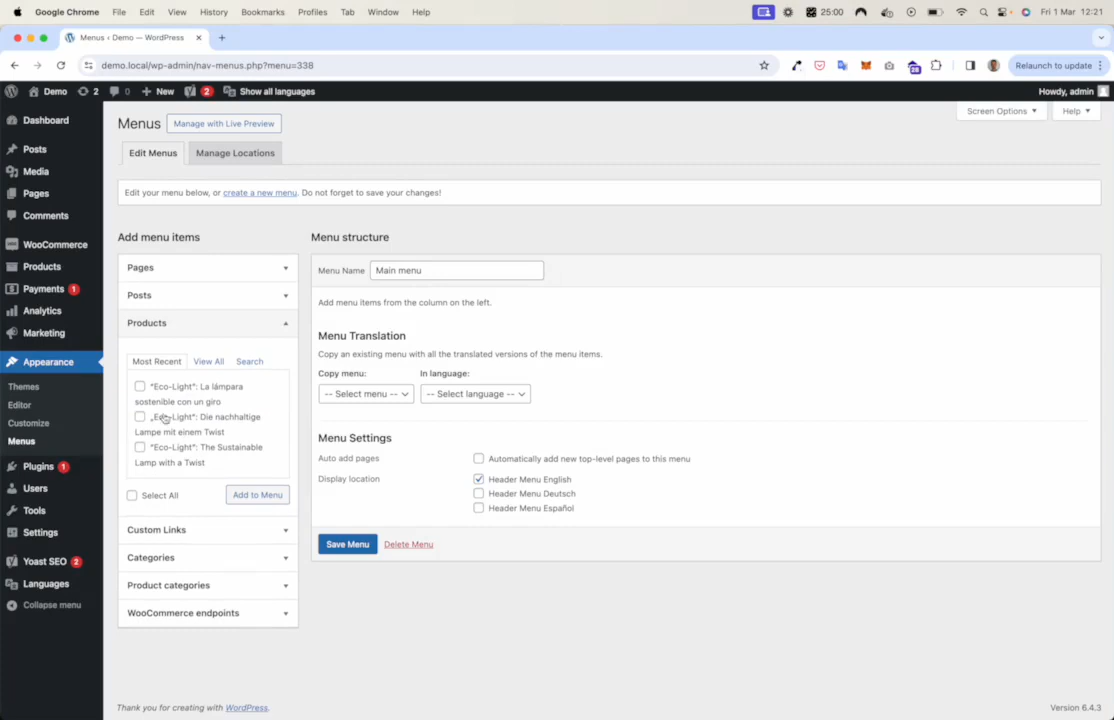 Google Chrome File Edit View History Bookmarks Profiles Tab Window Help 25:00 Fri 1 Mar 12:21
Menus ‹ Demo — WordPress
demo.local/wp-admin/nav-menus.php?menu=338 Relaunch to update
Demo 2 0 New 2 Show all languages Howdy, admin
Screen Options Help
Menus Manage with Live Preview
Edit Menus Manage Locations
Edit your menu below, or create a new menu. Do not forget to save your changes!
Dashboard
Posts
Media
Pages
Comments
WooCommerce
Products
Payments 1
Analytics
Marketing
Appearance
Themes
Editor
Customize
Menus
Plugins 1
Users
Tools
Settings
Yoast SEO 2
Languages
Collapse menu
Add menu items
Pages
Posts
Products
Most Recent View All Search
"Eco-Light": La lámpara
sostenible con un giro
Die nachhaltige
Lampe mit einem Twist
"Eco-Light": The Sustainable
Lamp with a Twist
Select All Add to Menu
Custom Links
Categories
Product categories
WooCommerce endpoints
Menu structure
Menu Name Main menu
Add menu items from the column on the left.
Menu Translation
Copy an existing menu with all the translated versions of the menu items.
Copy menu: In language:
-- Select menu -- -- Select language --
Menu Settings
Auto add pages Automatically add new top-level pages to this menu
Display location Header Menu English
Header Menu Deutsch
Header Menu Español
Save Menu Delete Menu
Thank you for creating with WordPress. Version 6.4.3